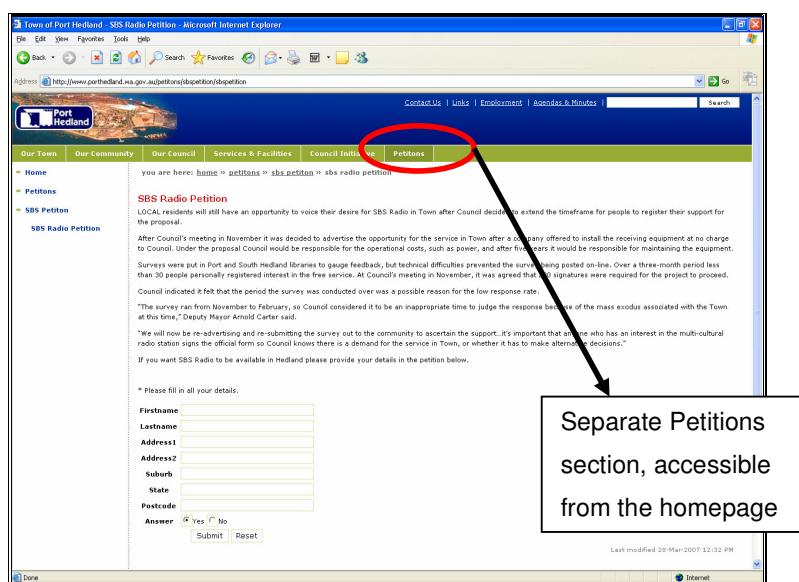 Town of Port Hedland - SBS Radio Petition - Microsoft Internet Explorer
File Edit View Favorites Tools Help
Back Search Favorites
Address http://www.porthedland.wa.gov.au/petitons/sbspetition/sbspetition Go
Contact Us | Links | Employment | Agendas & Minutes | Search
Port Hedland
Our Town Our Community Our Council Services & Facilities Council Initiative Petitons
Home
Petitons
SBS Petiton
SBS Radio Petition
you are here: home » petitons » sbs petiton » sbs radio petition
SBS Radio Petition
LOCAL residents will still have an opportunity to voice their desire for SBS Radio in Town after Council decided to extend the timeframe for people to register their support for
the proposal.
After Council's meeting in November it was decided to advertise the opportunity for the service in Town after a company offered to install the receiving equipment at no charge
to Council. Under the proposal Council would be responsible for the operational costs, such as power, and after five years it would be responsible for maintaining the equipment.
Surveys were put in Port and South Hedland libraries to gauge feedback, but technical difficulties prevented the survey being posted on-line. Over a three-month period less
than 30 people personally registered interest in the free service. At Council's meeting in November, it was agreed that signatures were required for the project to proceed.
Council indicated it felt that the period the survey was conducted over was a possible reason for the low response rate.
"The survey ran from November to February, so Council considered it to be an inappropriate time to judge the response because of the mass exodus associated with the Town
at this time," Deputy Mayor Arnold Carter said.
"We will now be re-advertising and re-submitting the survey out to the community to ascertain the support..it's important that anyone who has an interest in the multi-cultural
radio station signs the official form so Council knows there is a demand for the service in Town, or whether it has to make alternative decisions."
If you want SBS Radio to be available in Hedland please provide your details in the petition below.
* Please fill in all your details.
Firstname
Lastname
Address1
Address2
Suburb
State
Postcode
Answer Yes No
Submit Reset
Last modified 28-Mar-2007 12:32 PM
Done Internet
Separate Petitions
section, accessible
from the homepage